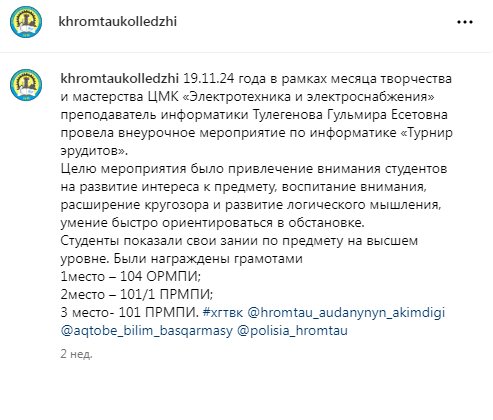 khromtaukolledzhi
khromtaukolledzhi 19.11.24 года в рамках месяца творчества
и мастерства ЦМК «Электротехника и электроснабжения»
преподаватель информатики Тулегенова Гульмира Есетовна
провела внеурочное мероприятие по информатике «Турнир
эрудитов».
Целю мероприятия было привлечение внимания студентов
на развитие интереса к предмету, воспитание внимания,
расширение кругозора и развитие логического мышления,
умение быстро ориентироваться в обстановке.
Студенты показали свои зании по предмету на высшем
уровне. Были награждены грамотами
1место – 104 ОРМПИ;
2место – 101/1 ПРМПИ;
3 место- 101 ПРМПИ. #хгтвк @hromtau_audanynyn_akimdigi
@aqtobe_bilim_basqarmasy @polisia_hromtau
2 нед.